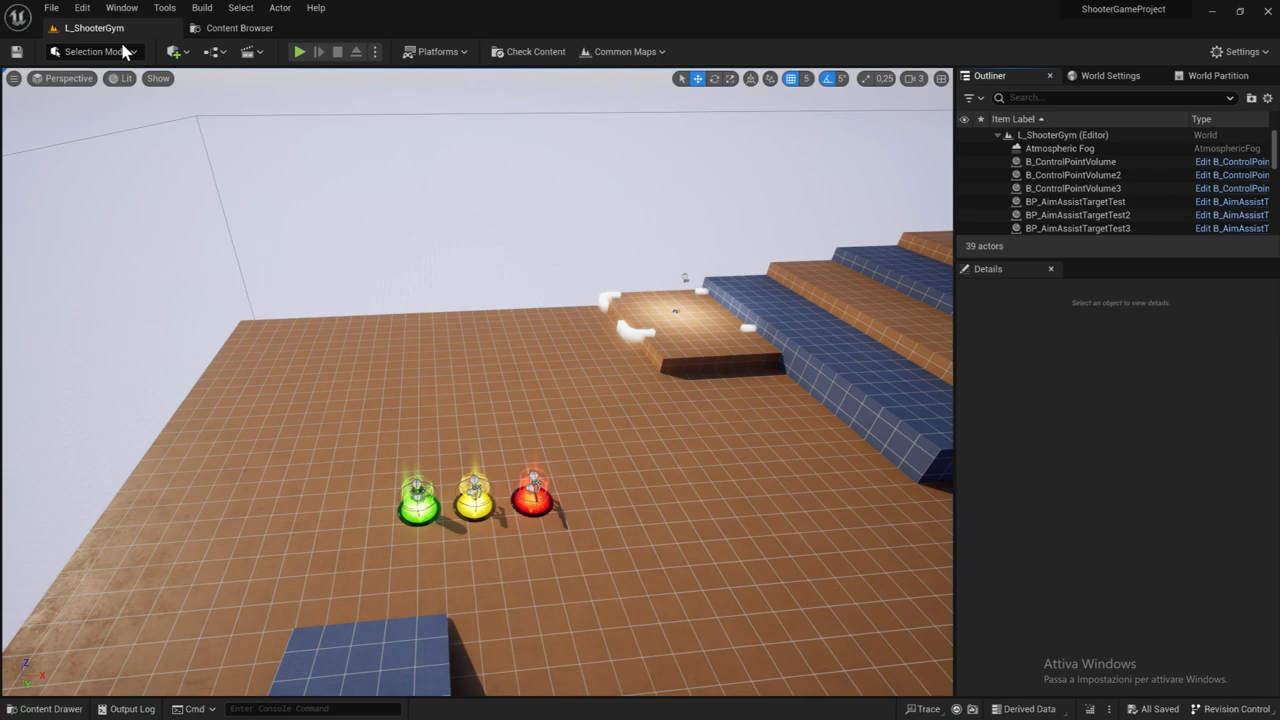 File Edit Window Tools Build Select Actor Help
ShooterGameProject
L_ShooterGym Content Browser
Selection Mode Platforms Check Content Common Maps Settings
Perspective Lit Show 5 5° 0,25 3
Outliner World Settings World Partition
Search...
Item Label Type
L_ShooterGym (Editor) World
Atmospheric Fog AtmosphericFog
B_ControlPointVolume Edit B_ControlPoin
B_ControlPointVolume2 Edit B_ControlPoin
B_ControlPointVolume3 Edit B_ControlPoin
BP_AimAssistTargetTest Edit B_AimAssistT
BP_AimAssistTargetTest2 Edit B_AimAssistT
BP_AimAssistTargetTest3 Edit B_AimAssistT
39 actors
Details
Select an object to view details.
Attiva Windows
Passa a Impostazioni per attivare Windows.
Z
X
Y
Content Drawer Output Log Cmd Enter Console Command Trace Derived Data All Saved Revision Control